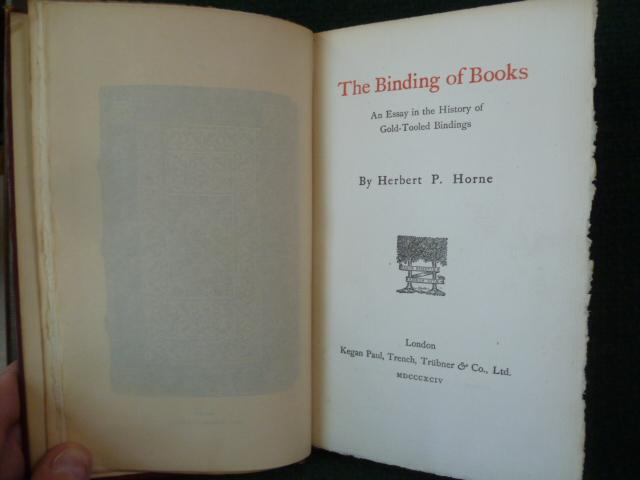 The Binding of Books
An Essay in the History of
Gold-Tooled Bindings
By Herbert P. Horne
London
Kegan Paul, Trench, Trübner & Co., Ltd.
MDCCCXCIV